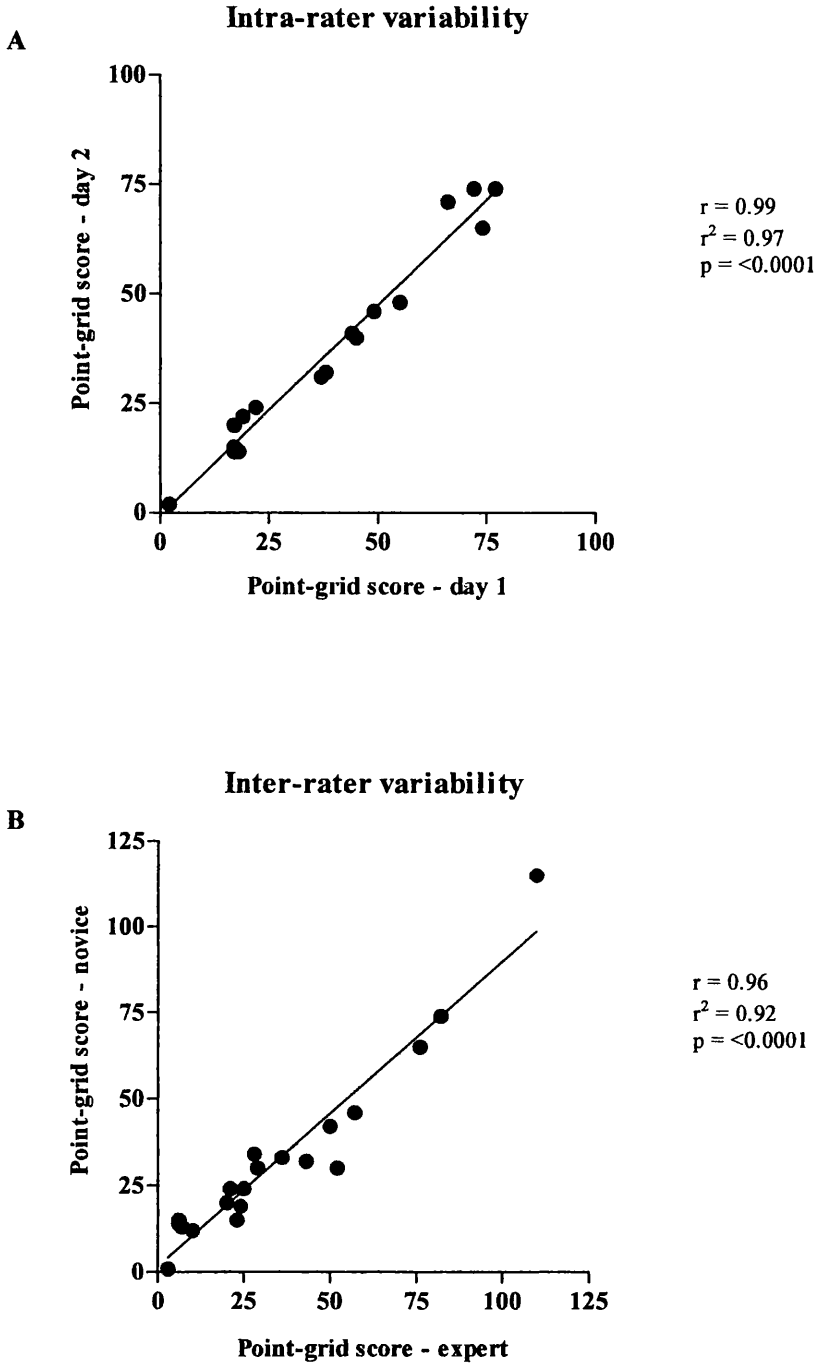 Intra-rater variability
A
100
75
50
25
0
0 25 50 75 100
Point-grid score - day 2
Point-grid score - day 1
r = 0.99
r² = 0.97
p = <0.0001
Inter-rater variability
B
125
100
75
50
25
0
0 25 50 75 100 125
Point-grid score - novice
Point-grid score - expert
r = 0.96
r² = 0.92
p = <0.0001